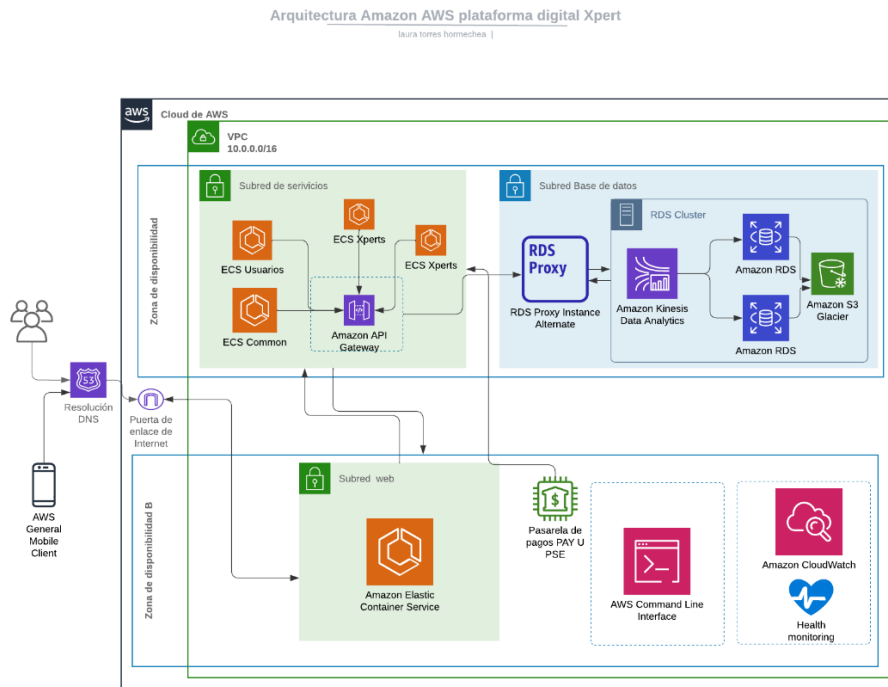 Arquitectura Amazon AWS plataforma digital Xpert
laura torres hormechea |
aws
Cloud de AWS
VPC
10.0.0.0/16
Zona de disponibilidad
Subred de serivicios
ECS Usuarios
ECS Xperts
ECS Xperts
ECS Common
Amazon API
Gateway
Subred Base de datos
RDS
Proxy
RDS Proxy Instance
Alternate
RDS Cluster
Amazon Kinesis
Data Analytics
Amazon RDS
Amazon RDS
Amazon S3
Glacier
53
Resolución
DNS
Puerta de
enlace de
Internet
AWS
General
Mobile
Client
Zona de disponibilidad B
Subred web
Amazon Elastic
Container Service
$
Pasarela de
pagos PAY U
PSE
AWS Command Line
Interface
Amazon CloudWatch
Health
monitoring